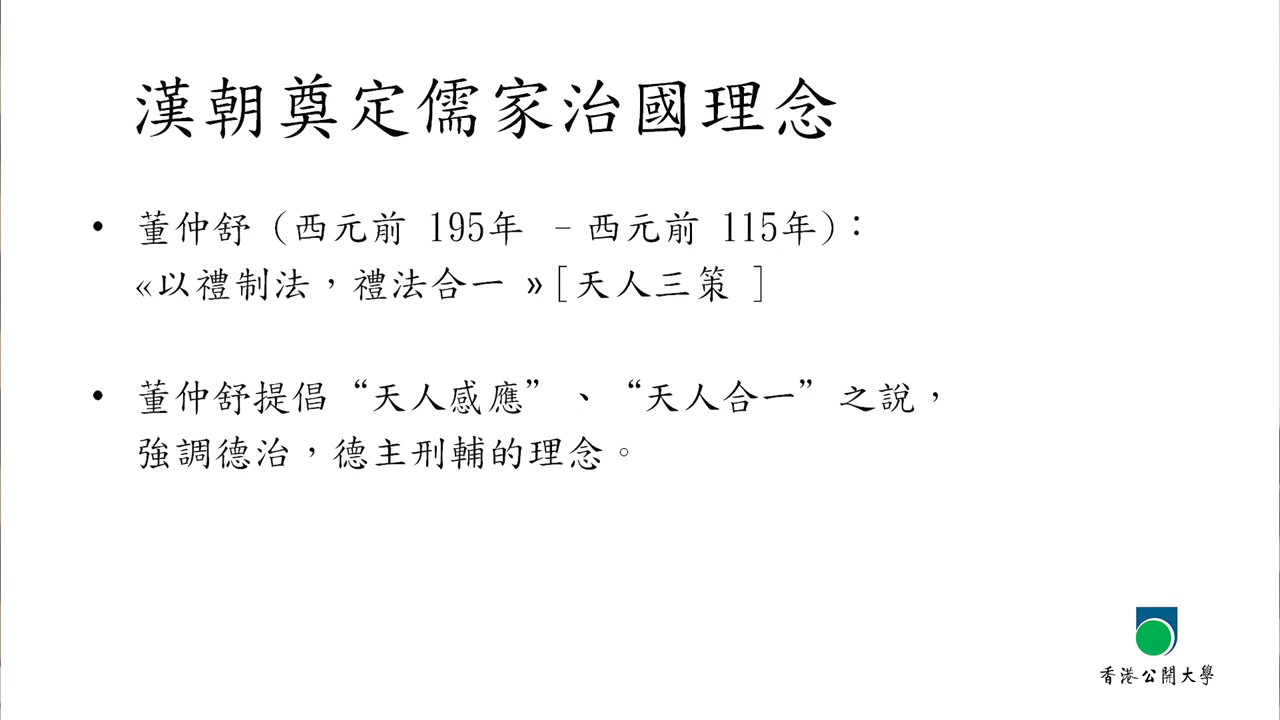 漢朝奠定儒家治國理念
• 董仲舒 (西元前 195年 – 西元前 115年)：
«以禮制法，禮法合一 »[天人三策 ]
• 董仲舒提倡“天人感應”、“天人合一”之說，
強調德治，德主刑輔的理念。
香港公開大學